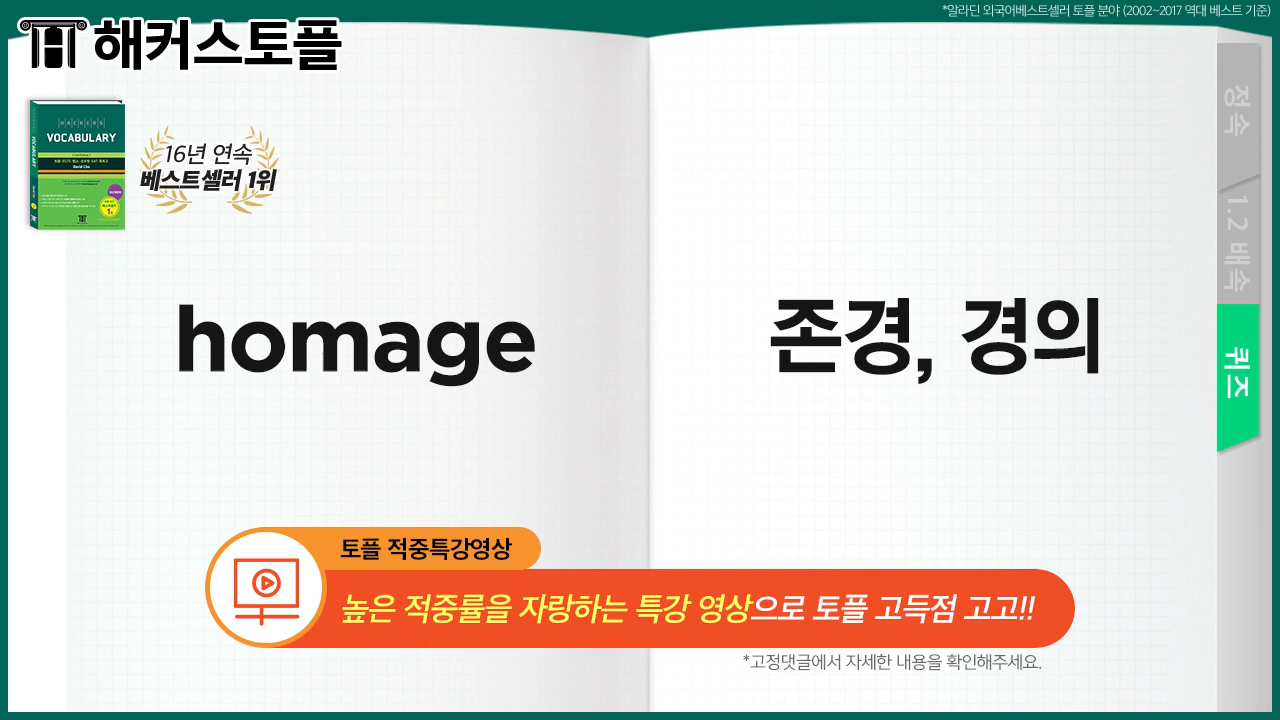 *알라딘 외국어베스트셀러 토플 분야 (2002~2017 역대 베스트 기준)
해커스토플
HACKERS
VOCABULARY
David Cho
16년 연속
베스트셀러 1위
homage
존경, 경의
정속
1.2 배속
퀴즈
토플 적중특강영상
높은 적중률을 자랑하는 특강 영상으로 토플 고득점 고고!!
*고정댓글에서 자세한 내용을 확인해주세요.